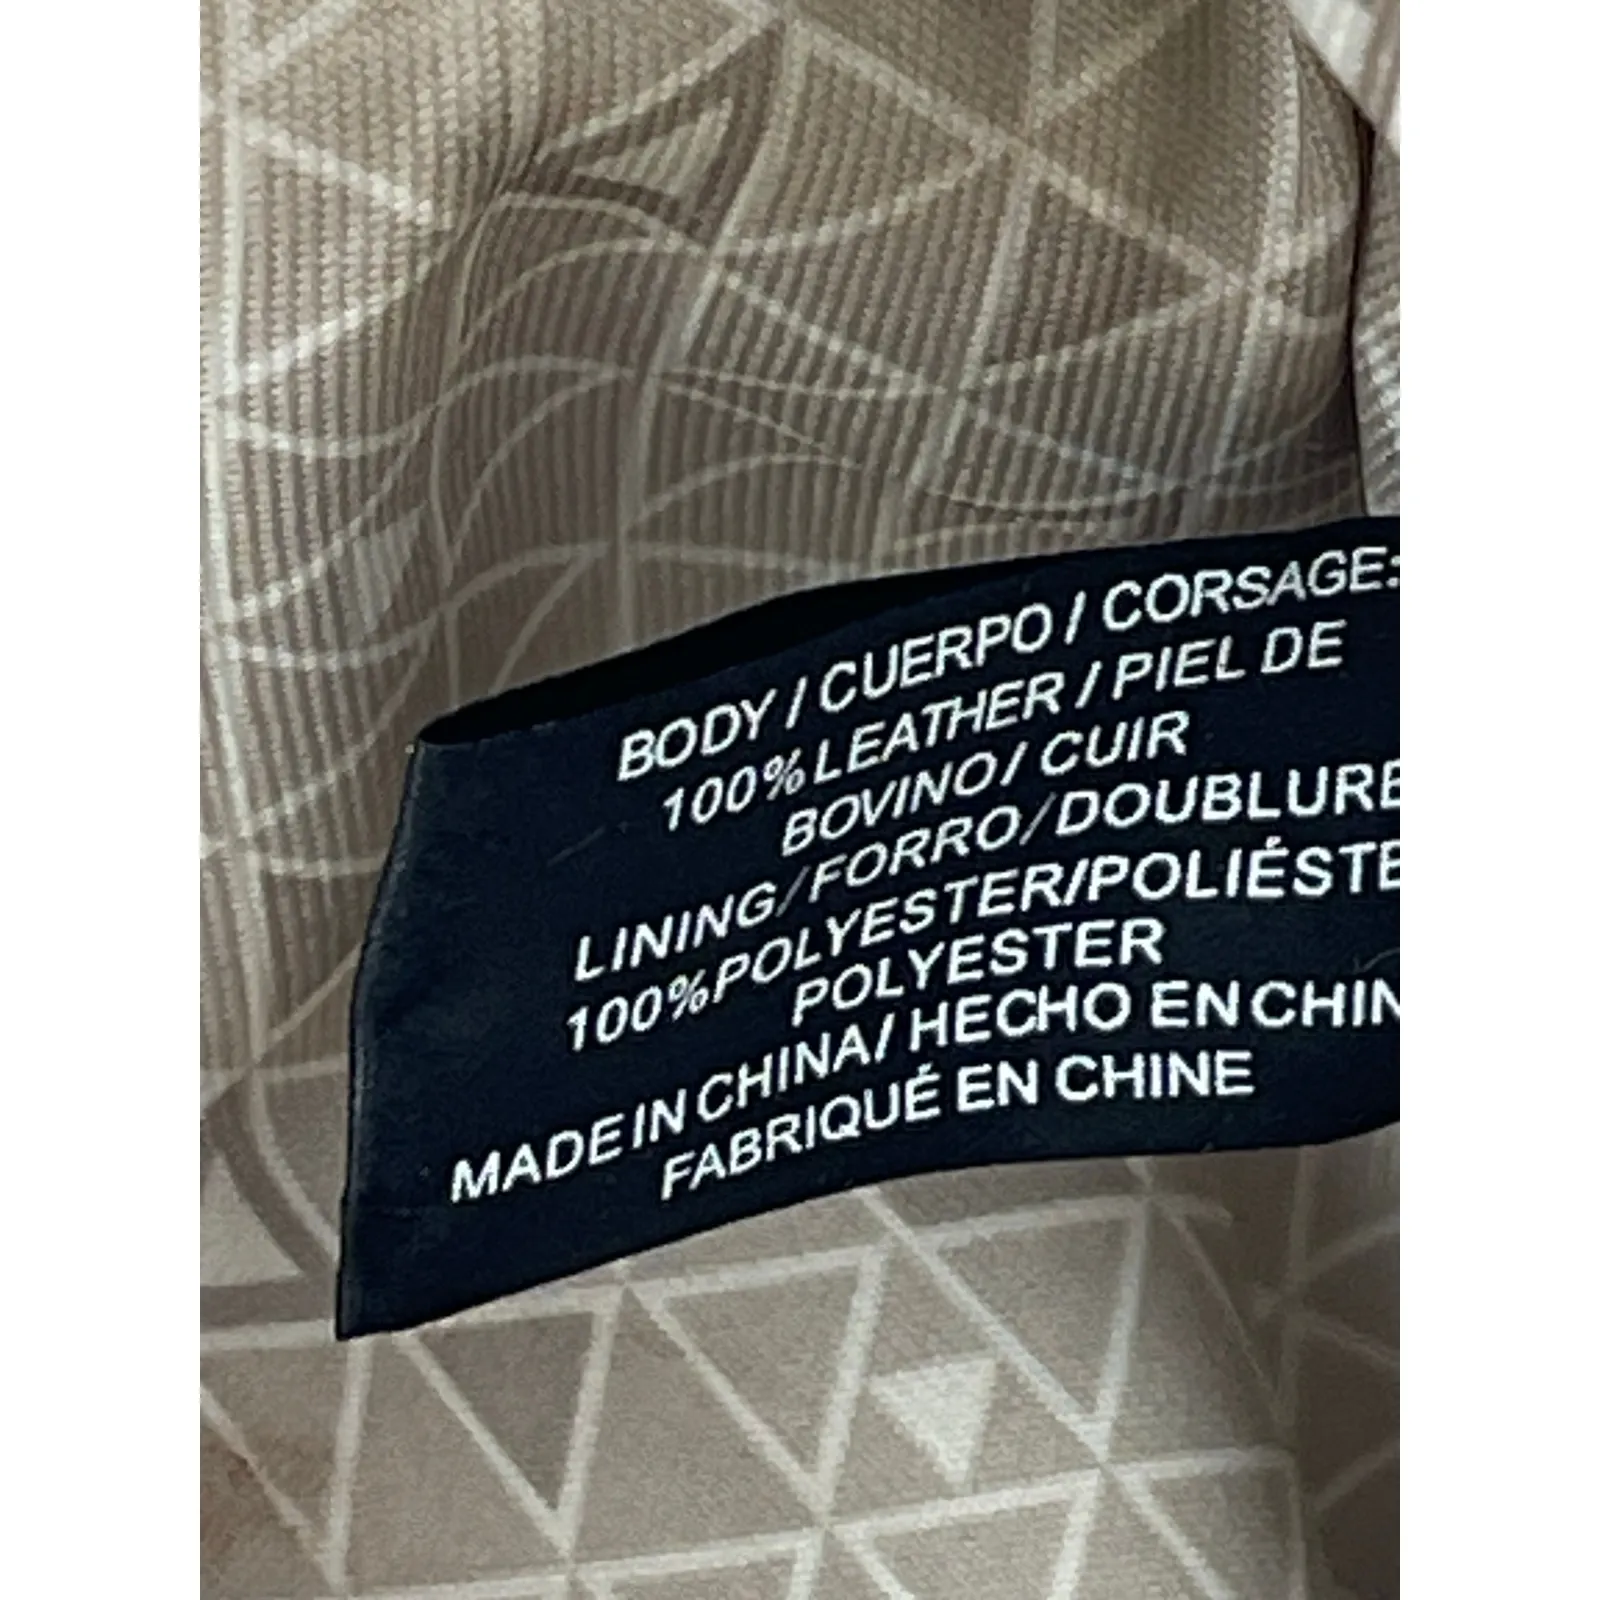 BODY / CUERPO / CORSAGE:
100% LEATHER / PIEL DE
BOVINO / CUIR
LINING/FORRO/DOUBLURE
100%POLYESTER/POLIÉSTE
POLYESTER
MADE IN CHINA/ HECHO EN CHIN
FABRIQUÉ EN CHINE